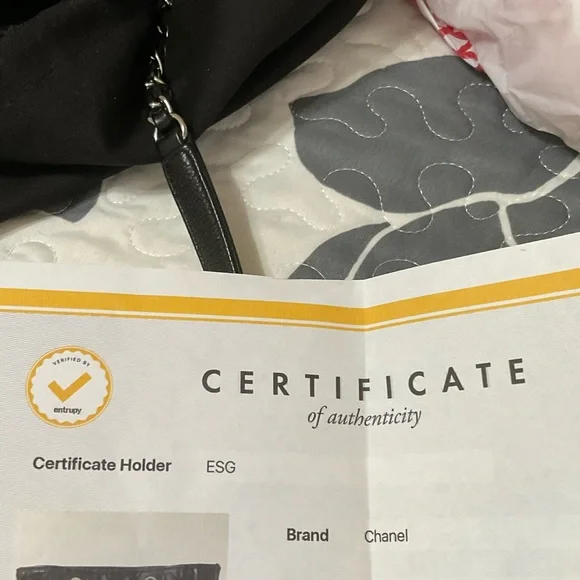 VERIFIED BY
entrupy
CERTIFICATE
of authenticity
Certificate Holder ESG
Brand Chanel